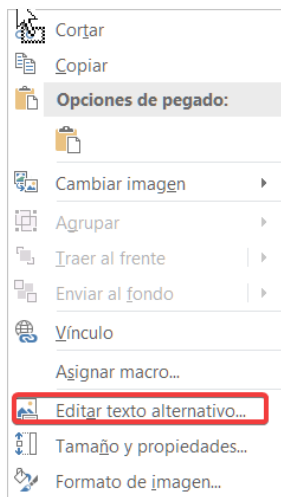 Cortar
Copiar
Opciones de pegado:
Cambiar imagen
Agrupar
Traer al frente
Enviar al fondo
Vínculo
Asignar macro...
Editar texto alternativo...
Tamaño y propiedades...
Formato de imagen...